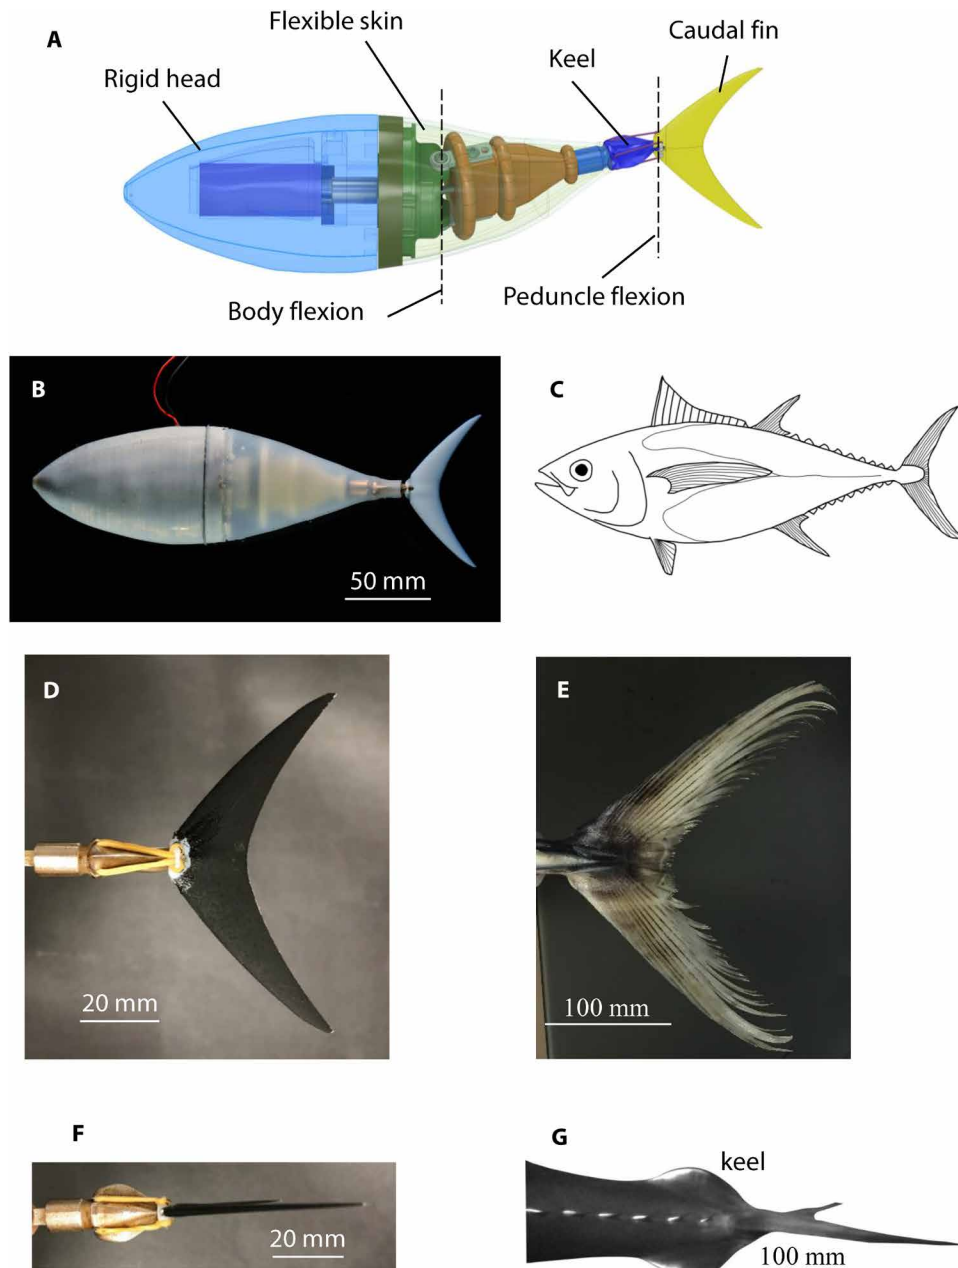 A
Flexible skin
Caudal fin
Keel
Rigid head
Peduncle flexion
Body flexion
B
50 mm
C
D
20 mm
E
100 mm
F
20 mm
G
keel
100 mm